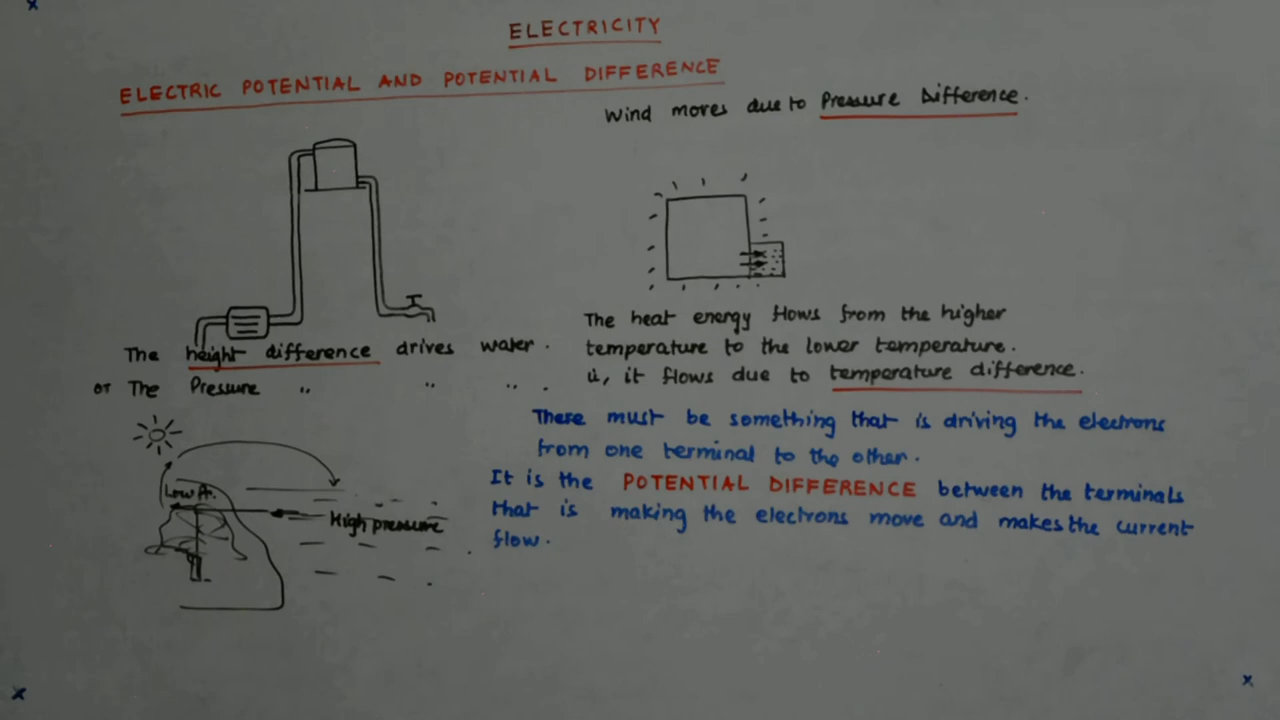 ELECTRICITY
ELECTRIC POTENTIAL AND POTENTIAL DIFFERENCE
Wind moves due to Pressure Difference.
The height difference drives water.
or The Pressure " " " .
The heat energy flows from the higher
temperature to the lower temperature.
ie, it flows due to temperature difference.
There must be something that is driving the electrons
from one terminal to the other.
It is the POTENTIAL DIFFERENCE between the terminals
that is making the electrons move and makes the current
flow.
Low Pr.
High pressure